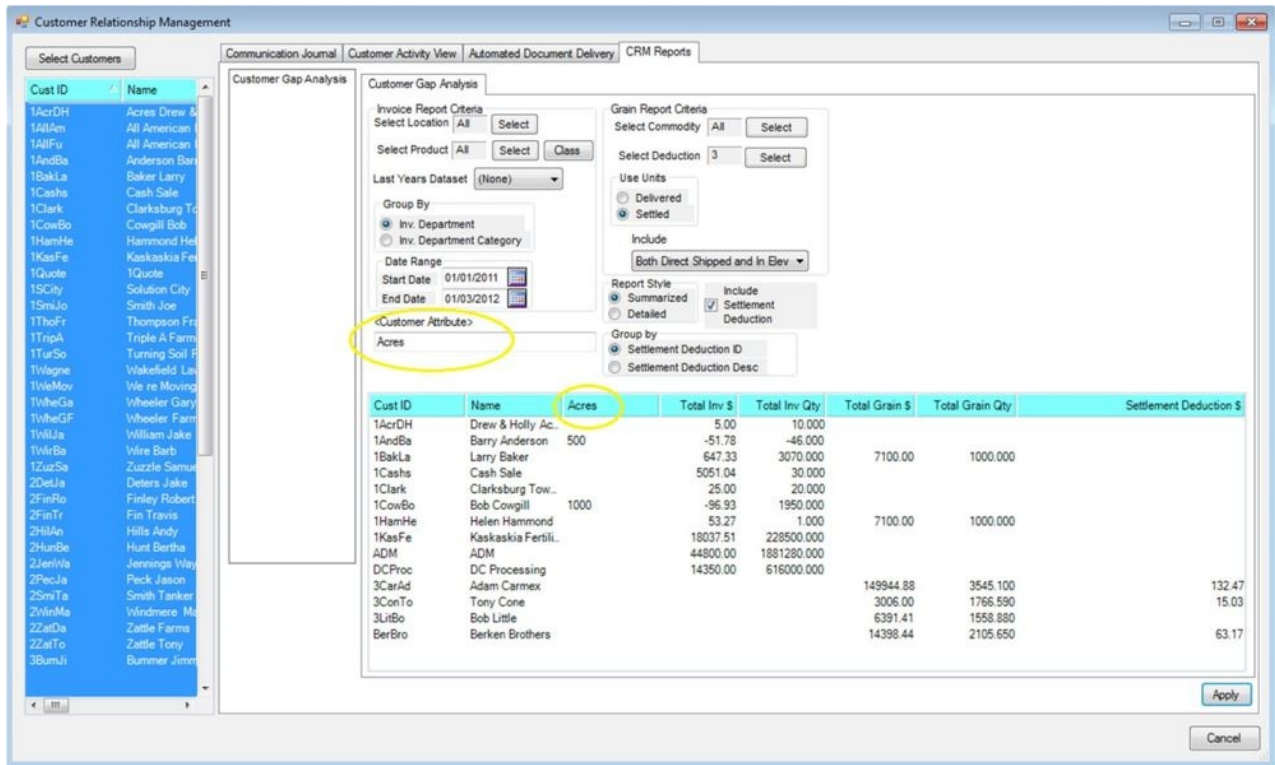 Customer Relationship Management
Select Customers
Communication Journal Customer Activity View Automated Document Delivery CRM Reports
Cust ID Name
1AcrDH Acres Drew &
1AllAm All American
1AllFu All American
1AndBa Anderson Barr
1BakLa Baker Larry
1Cashs Cash Sale
1Clark Clarksburg To
1CowBo Cowgill Bob
1HamHe Hammond Hel
1KasFe Kaskaskia Fer
1Quote 1Quote
1SCity Solution City
1SmiJo Smith Joe
1ThoFr Thompson Fra
1TripA Triple A Farm
1TurSo Turning Soil F
1Wagne Wakefield Law
1WeMov We re Moving
1WheGa Wheeler Gary
1WheGF Wheeler Farm
1WilJa William Jake
1WirBa Wire Barb
1ZuzSa Zuzzle Samue
2DetJa Deters Jake
2FinRo Finley Robert
2FinTr Fin Travis
2HilAn Hills Andy
2HunBe Hunt Bertha
2JenWa Jennings Way
2PecJa Peck Jason
2SmiTa Smith Tanker
2WinMa Windmere Ma
2ZatDa Zattle Farms
2ZatTo Zattle Tony
3BumJi Bummer Jimm
Customer Gap Analysis
Customer Gap Analysis
Invoice Report Criteria
Select Location All Select
Select Product All Select Class
Last Years Dataset (None)
Group By
Inv. Department
Inv. Department Category
Date Range
Start Date 01/01/2011
End Date 01/03/2012
<Customer Attribute>
Acres
Grain Report Criteria
Select Commodity All Select
Select Deduction 3 Select
Use Units
Delivered
Settled
Include
Both Direct Shipped and In Elev
Report Style
Summarized
Detailed
Include
Settlement
Deduction
Group by
Settlement Deduction ID
Settlement Deduction Desc
Cust ID Name Acres Total Inv $ Total Inv Qty Total Grain $ Total Grain Qty Settlement Deduction $
1AcrDH Drew & Holly Ac... 5.00 10.000
1AndBa Barry Anderson 500 -51.78 -46.000
1BakLa Larry Baker 647.33 3070.000 7100.00 1000.000
1Cashs Cash Sale 5051.04 30.000
1Clark Clarksburg Tow... 25.00 20.000
1CowBo Bob Cowgill 1000 -96.93 1950.000
1HamHe Helen Hammond 53.27 1.000 7100.00 1000.000
1KasFe Kaskaskia Fertili... 18037.51 228500.000
ADM ADM 44800.00 1881280.000
DCProc DC Processing 14350.00 616000.000
3CarAd Adam Carmex 149944.88 3545.100 132.47
3ConTo Tony Cone 3006.00 1766.590 15.03
3LitBo Bob Little 6391.41 1558.880
BerBro Berken Brothers 14398.44 2105.650 63.17
Apply
Cancel